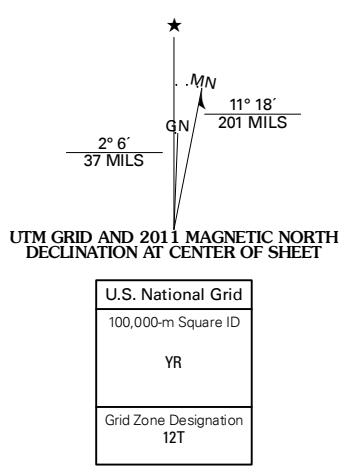 ★
MN
11° 18´
201 MILS
GN
2° 6´
37 MILS
UTM GRID AND 2011 MAGNETIC NORTH
DECLINATION AT CENTER OF SHEET
U.S. National Grid
100,000-m Square ID
YR
Grid Zone Designation
12T